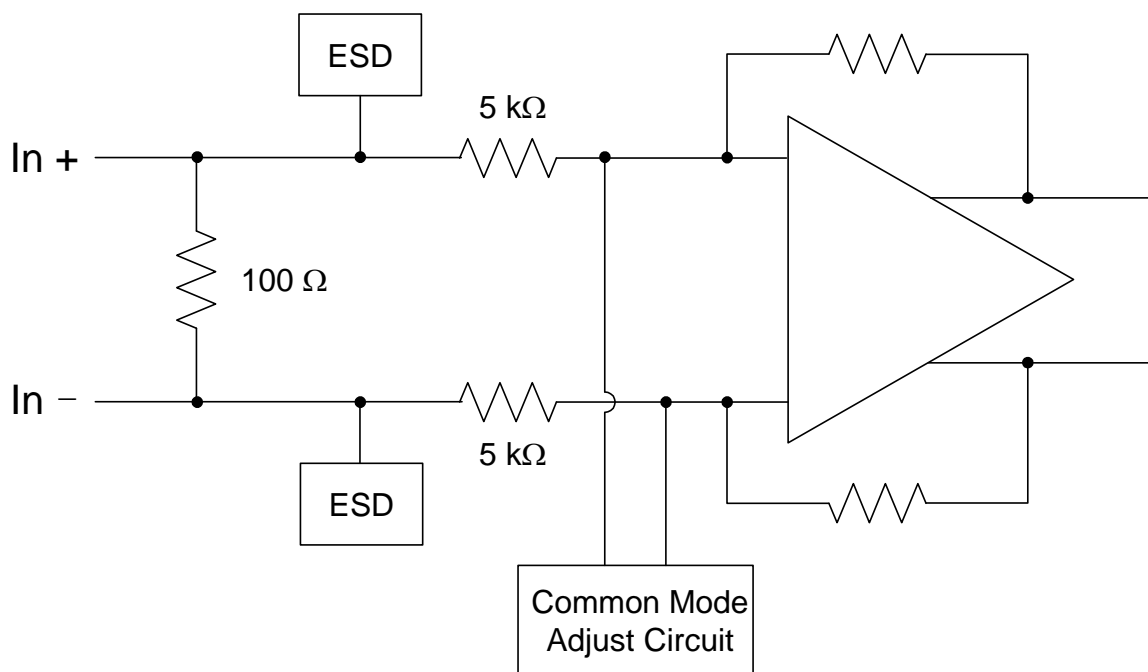 ESD
5 kΩ
In +
100 Ω
In −
5 kΩ
ESD
Common Mode
Adjust Circuit